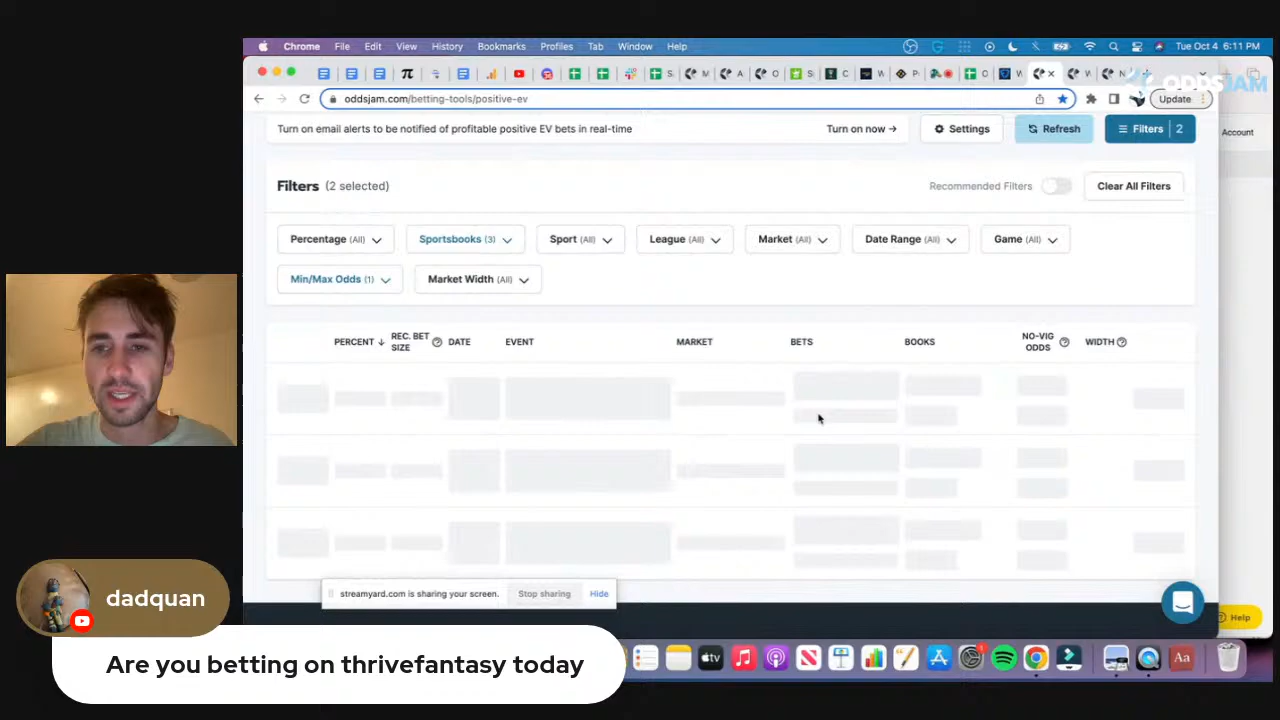 Chrome File Edit View History Bookmarks Profiles Tab Window Help
Tue Oct 4 6:11 PM
oddsjam.com/betting-tools/positive-ev
Update
ODDSJAM
Turn on email alerts to be notified of profitable positive EV bets in real-time
Turn on now →
Settings
Refresh
Filters 2
Account
Filters (2 selected)
Recommended Filters
Clear All Filters
Percentage (All)
Sportsbooks (3)
Sport (All)
League (All)
Market (All)
Date Range (All)
Game (All)
Min/Max Odds (1)
Market Width (All)
PERCENT
REC. BET
SIZE
DATE
EVENT
MARKET
BETS
BOOKS
NO-VIG
ODDS
WIDTH
streamyard.com is sharing your screen.
Stop sharing
Hide
Help
dadquan
Are you betting on thrivefantasy today